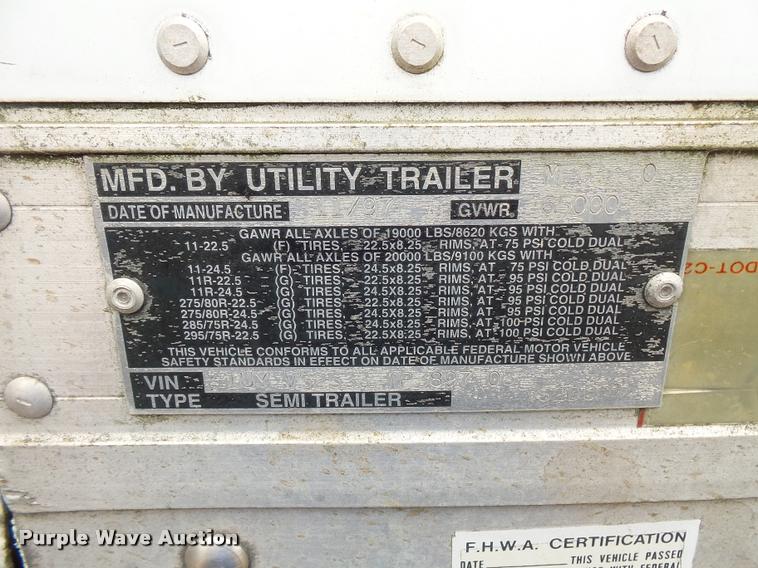 MFD. BY UTILITY TRAILER
DATE OF MANUFACTURE 11/97 GVWR
GAWR ALL AXLES OF 19000 LBS/8620 KGS WITH
11-22.5 (F) TIRES, 22.5x8.25 RIMS, AT 75 PSI COLD DUAL
GAWR ALL AXLES OF 20000 LBS/9100 KGS WITH
11-24.5 (F) TIRES, 24.5x8.25 RIMS, AT 75 PSI COLD DUAL
11R-22.5 (G) TIRES, 22.5x8.25 RIMS, AT 95 PSI COLD DUAL
11R-24.5 (G) TIRES, 24.5x8.25 RIMS, AT 95 PSI COLD DUAL
275/80R-22.5 (G) TIRES, 22.5x8.25 RIMS, AT 95 PSI COLD DUAL
275/80R-24.5 (G) TIRES, 24.5x8.25 RIMS, AT 95 PSI COLD DUAL
285/75R-24.5 (G) TIRES, 24.5x8.25 RIMS, AT 100 PSI COLD DUAL
295/75R-22.5 (G) TIRES, 22.5x8.25 RIMS, AT 100 PSI COLD DUAL
THIS VEHICLE CONFORMS TO ALL APPLICABLE FEDERAL MOTOR VEHICLE
SAFETY STANDARDS IN EFFECT ON DATE OF MANUFACTURE SHOWN ABOVE
VIN
TYPE SEMI TRAILER
DOT-C2
Purple Wave Auction
F.H.W.A. CERTIFICATION
DATE THIS VEHICLE PASSED